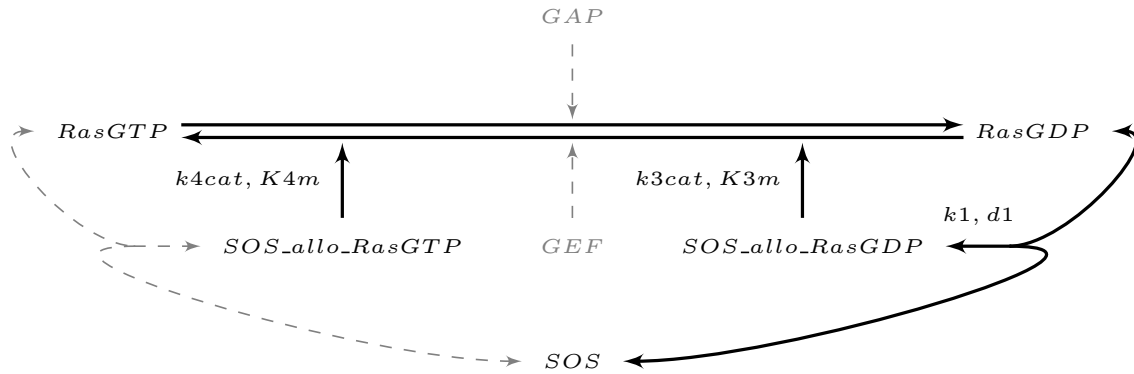 GAP
RasGTP
RasGDP
k4cat, K4m
k3cat, K3m
k1, d1
SOS_allo_RasGTP
GEF
SOS_allo_RasGDP
SOS